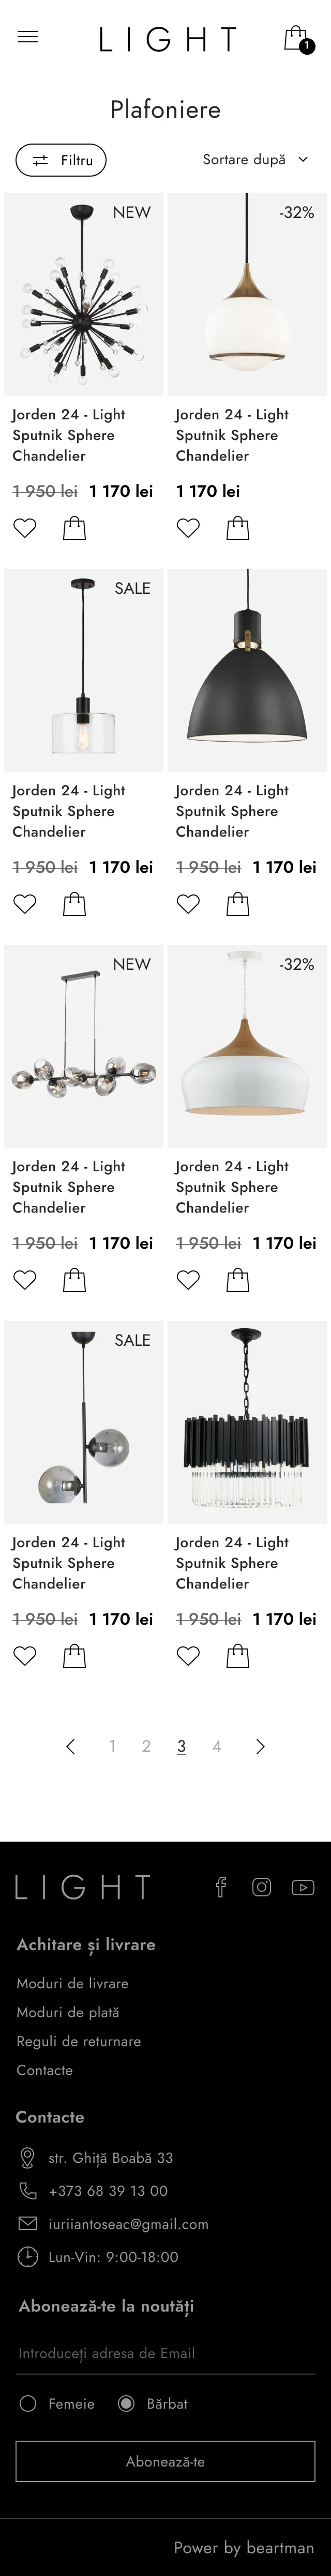 LIGHT
1
Plafoniere
Filtru
Sortare după
NEW
-32%
Jorden 24 - Light
Sputnik Sphere
Chandelier
1 950 lei 1 170 lei
Jorden 24 - Light
Sputnik Sphere
Chandelier
1 170 lei
SALE
Jorden 24 - Light
Sputnik Sphere
Chandelier
1 950 lei 1 170 lei
Jorden 24 - Light
Sputnik Sphere
Chandelier
1 950 lei 1 170 lei
NEW
-32%
Jorden 24 - Light
Sputnik Sphere
Chandelier
1 950 lei 1 170 lei
Jorden 24 - Light
Sputnik Sphere
Chandelier
1 950 lei 1 170 lei
SALE
Jorden 24 - Light
Sputnik Sphere
Chandelier
1 950 lei 1 170 lei
Jorden 24 - Light
Sputnik Sphere
Chandelier
1 950 lei 1 170 lei
1 2 3 4
LIGHT
Achitare și livrare
Moduri de livrare
Moduri de plată
Reguli de returnare
Contacte
Contacte
str. Ghiță Boabă 33
+373 68 39 13 00
iuriiantoseac@gmail.com
Lun-Vin: 9:00-18:00
Abonează-te la noutăți
Introduceți adresa de Email
Femeie Bărbat
Abonează-te
Power by beartman